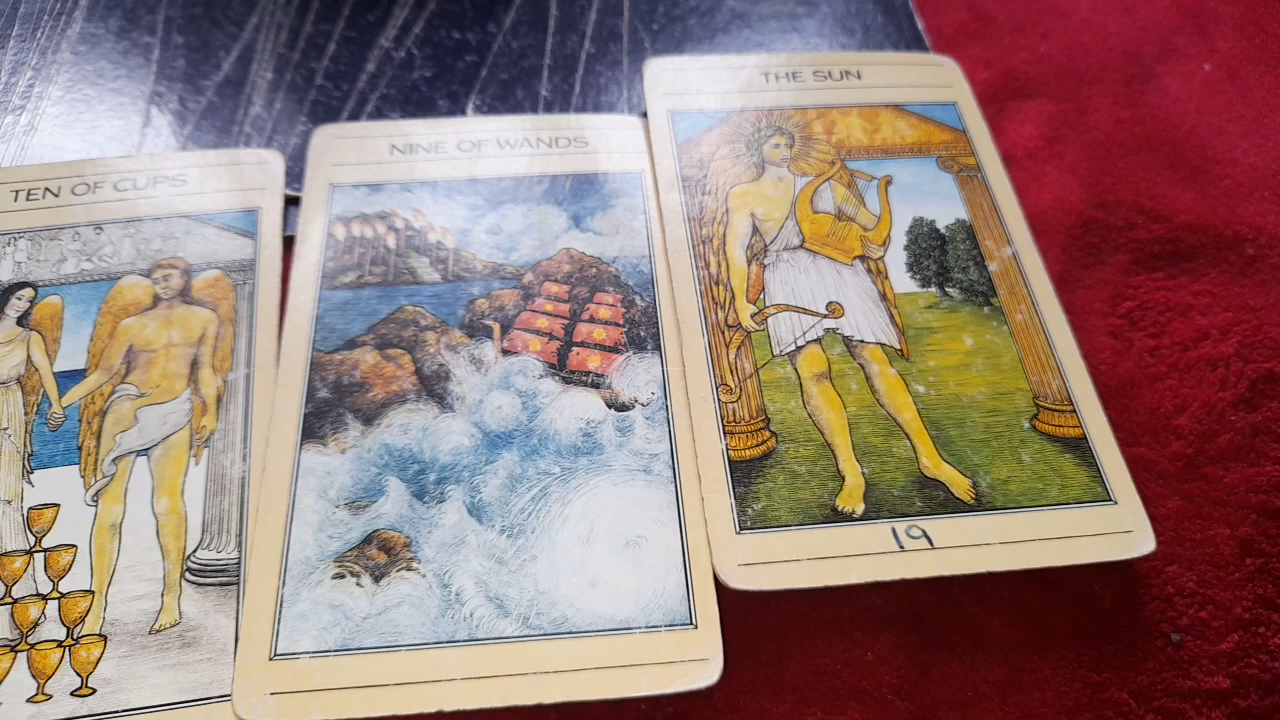 TEN OF CUPS
NINE OF WANDS
THE SUN
19